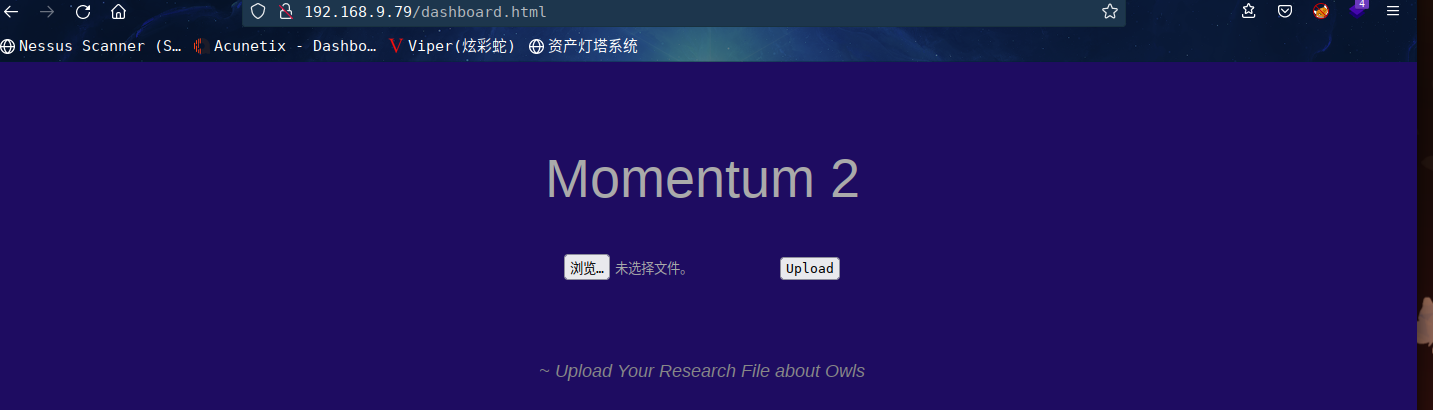 192.168.9.79/dashboard.html
4
Nessus Scanner (S… Acunetix - Dashbo… Viper(炫彩蛇) 资产灯塔系统
Momentum 2
浏览… 未选择文件。 Upload
~ Upload Your Research File about Owls